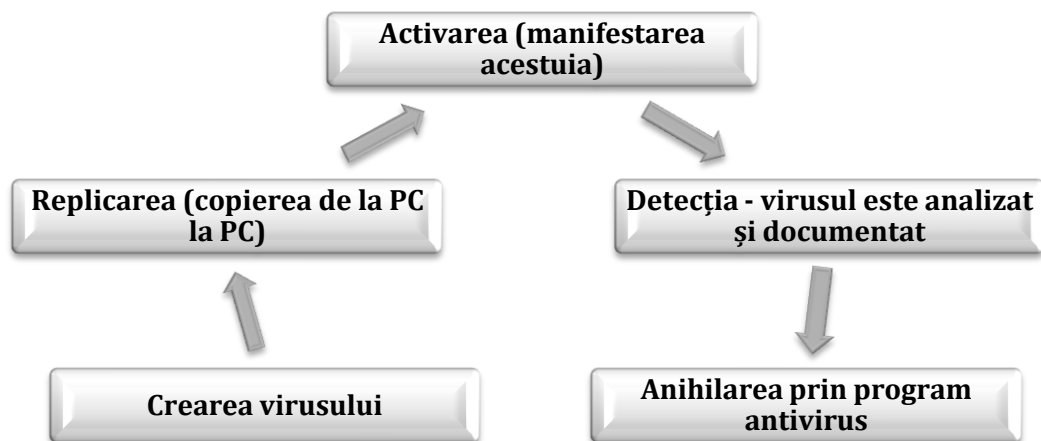 Activarea (manifestarea
acestuia)
Replicarea (copierea de la PC
la PC)
Detecția - virusul este analizat
și documentat
Crearea virusului
Anihilarea prin program
antivirus